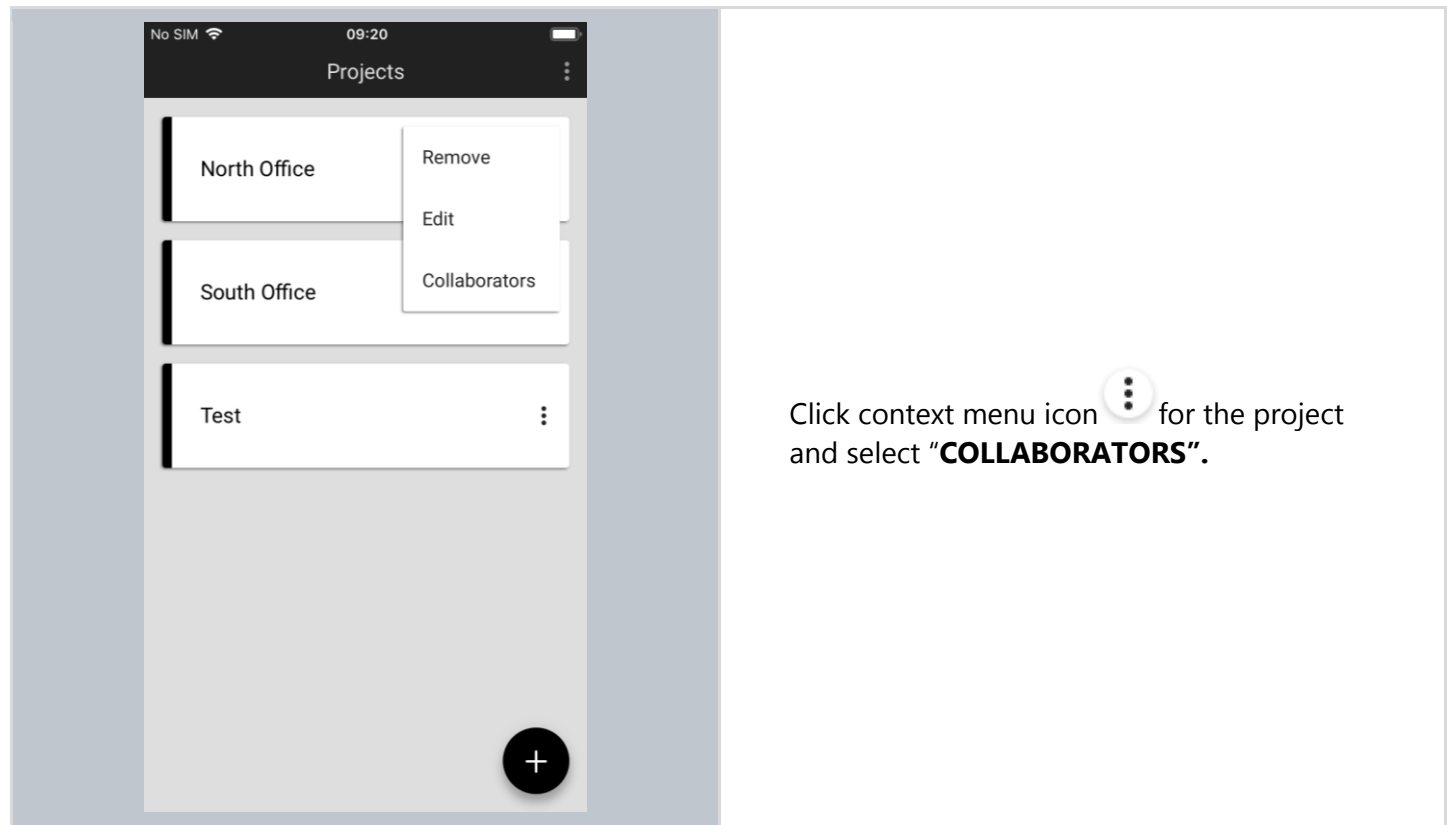 No SIM 09:20
Projects
North Office
Remove
Edit
Collaborators
South Office
Test
Click context menu icon for the project
and select “COLLABORATORS”.